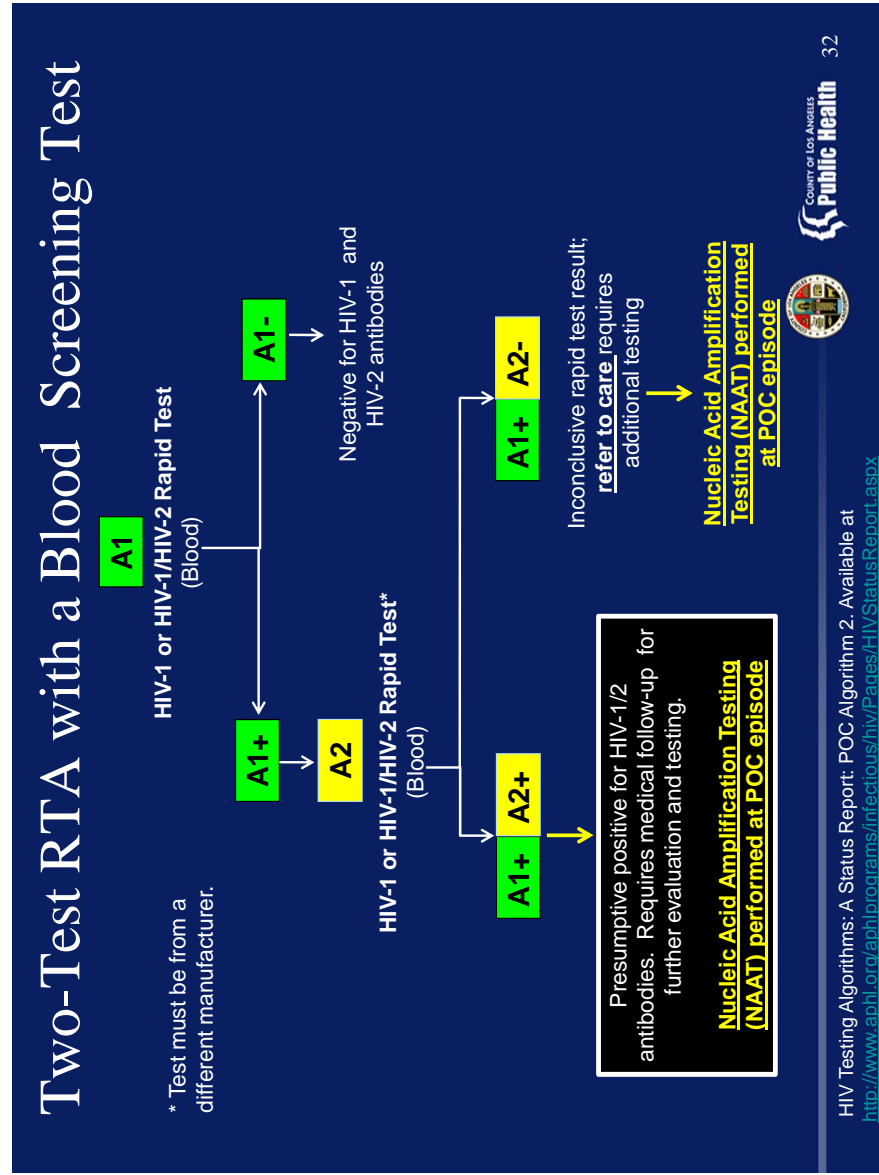 Two-Test RTA with a Blood Screening Test
* Test must be from a
different manufacturer.
A1
HIV-1 or HIV-1/HIV-2 Rapid Test
(Blood)
A1+
A1-
Negative for HIV-1 and
HIV-2 antibodies
A2
HIV-1 or HIV-1/HIV-2 Rapid Test*
(Blood)
A1+ A2+
A1+ A2-
Presumptive positive for HIV-1/2
antibodies. Requires medical follow-up for
further evaluation and testing.
Nucleic Acid Amplification Testing
(NAAT) performed at POC episode
Inconclusive rapid test result;
refer to care requires
additional testing
Nucleic Acid Amplification
Testing (NAAT) performed
at POC episode
HIV Testing Algorithms: A Status Report: POC Algorithm 2. Available at
http://www.aphl.org/aphlprograms/infectious/hiv/Pages/HIVStatusReport.aspx
COUNTY OF LOS ANGELES
Public Health
32